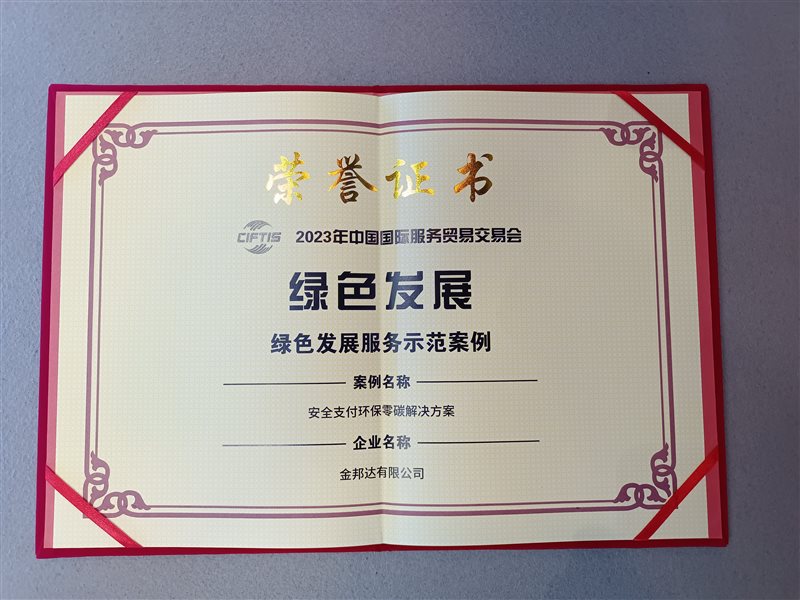 荣誉证书
CIFTIS 2023年中国国际服务贸易交易会
绿色发展
绿色发展服务示范案例
案例名称
安全支付环保零碳解决方案
企业名称
金邦达有限公司